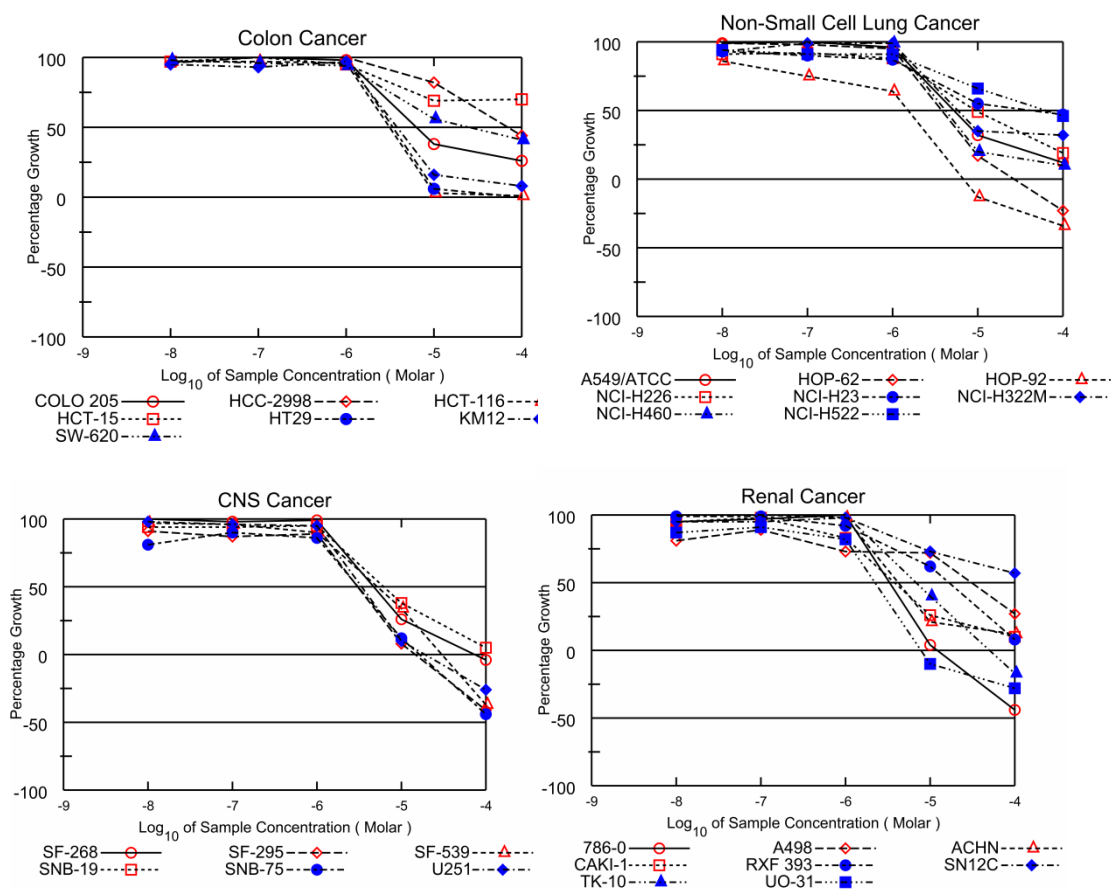 Colon Cancer
100
50
0
-50
-100
Percentage Growth
-9 -8 -7 -6 -5 -4
Log10 of Sample Concentration ( Molar )
COLO 205 HCC-2998 HCT-116
HCT-15 HT29 KM12
SW-620
Non-Small Cell Lung Cancer
100
50
0
-50
-100
Percentage Growth
-9 -8 -7 -6 -5 -4
Log10 of Sample Concentration ( Molar )
A549/ATCC HOP-62 HOP-92
NCI-H226 NCI-H23 NCI-H322M
NCI-H460 NCI-H522
CNS Cancer
100
50
0
-50
-100
Percentage Growth
-9 -8 -7 -6 -5 -4
Log10 of Sample Concentration ( Molar )
SF-268 SF-295 SF-539
SNB-19 SNB-75 U251
Renal Cancer
100
50
0
-50
-100
Percentage Growth
-9 -8 -7 -6 -5 -4
Log10 of Sample Concentration ( Molar )
786-0 A498 ACHN
CAKI-1 RXF 393 SN12C
TK-10 UO-31